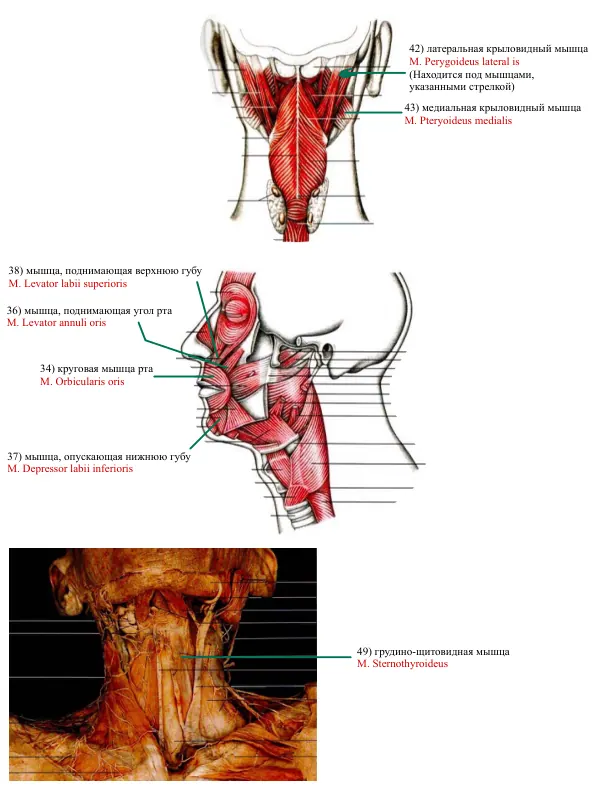 42) латеральная крыловидный мышца
M. Perygoideus lateral is
(Находится под мышцами,
указанными стрелкой)
43) медиальная крыловидный мышца
M. Pteryoideus medialis
38) мышца, поднимающая верхнюю губу
M. Levator labii superioris
36) мышца, поднимающая угол рта
M. Levator annuli oris
34) круговая мышца рта
M. Orbicularis oris
37) мышца, опускающая нижнюю губу
M. Depressor labii inferioris
49) грудино-щитовидная мышца
M. Sternothyroideus